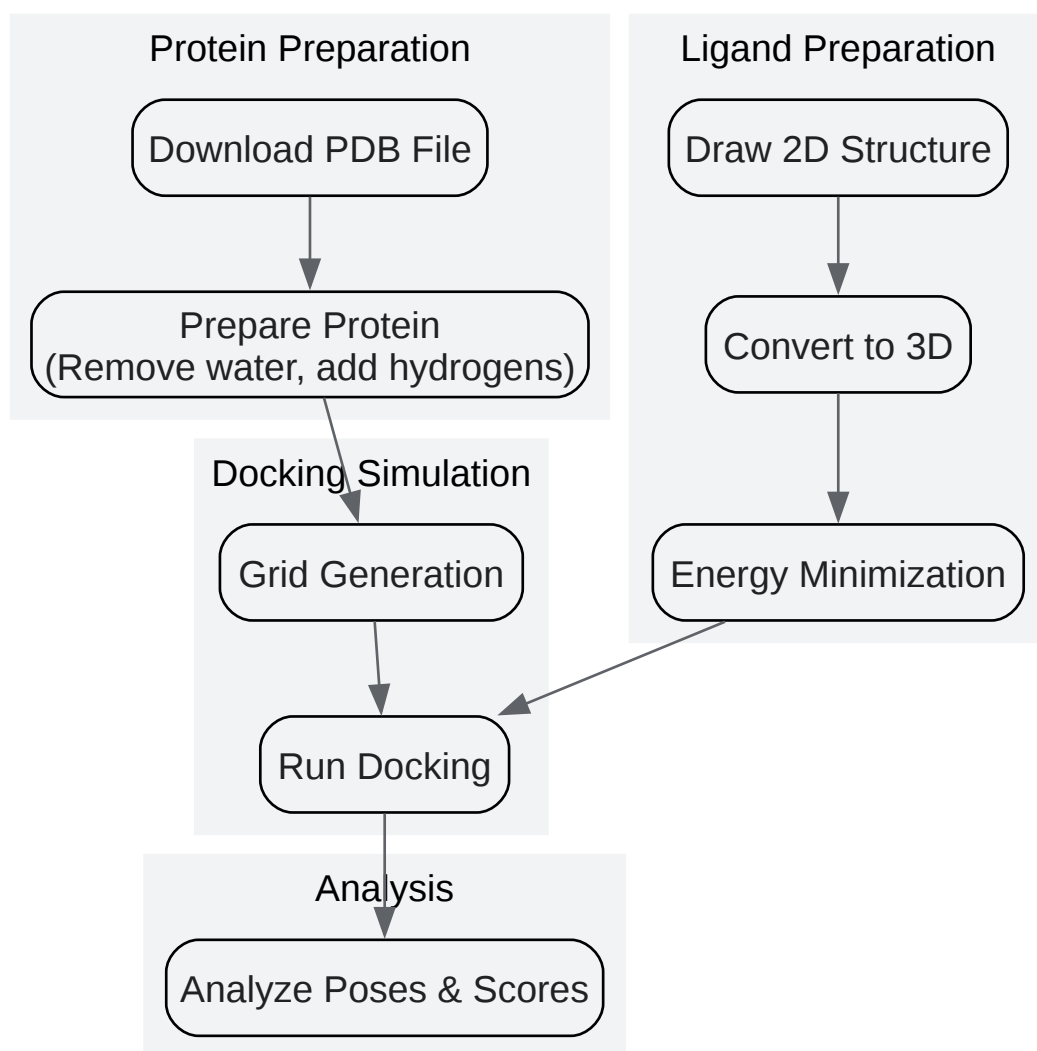 Protein Preparation
Download PDB File
Prepare Protein
(Remove water, add hydrogens)
Ligand Preparation
Draw 2D Structure
Convert to 3D
Energy Minimization
Docking Simulation
Grid Generation
Run Docking
Analysis
Analyze Poses & Scores